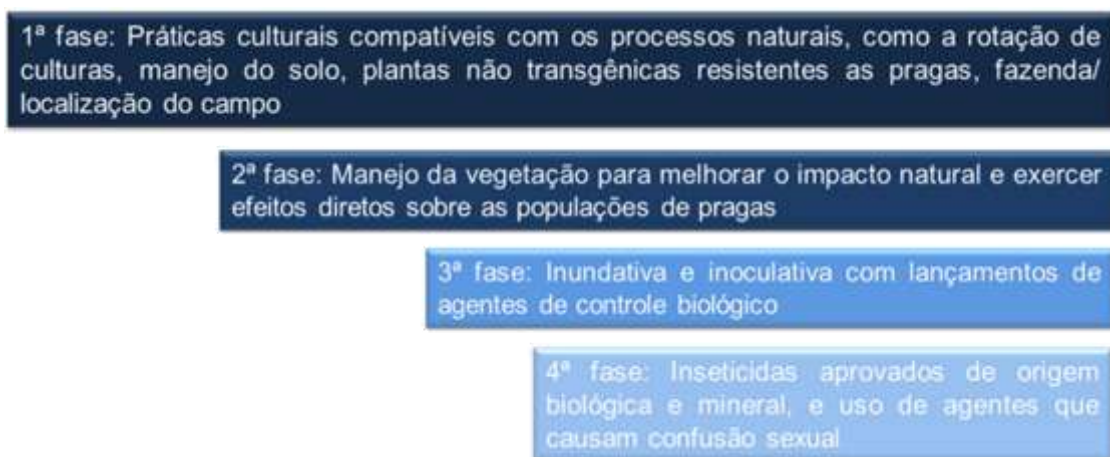 1ª fase: Práticas culturais compatíveis com os processos naturais, como a rotação de
culturas, manejo do solo, plantas não transgênicas resistentes as pragas, fazenda/
localização do campo
2ª fase: Manejo da vegetação para melhorar o impacto natural e exercer
efeitos diretos sobre as populações de pragas
3ª fase: Inundativa e inoculativa com lançamentos de
agentes de controle biológico
4ª fase: Inseticidas aprovados de origem
biológica e mineral, e uso de agentes que
causam confusão sexual